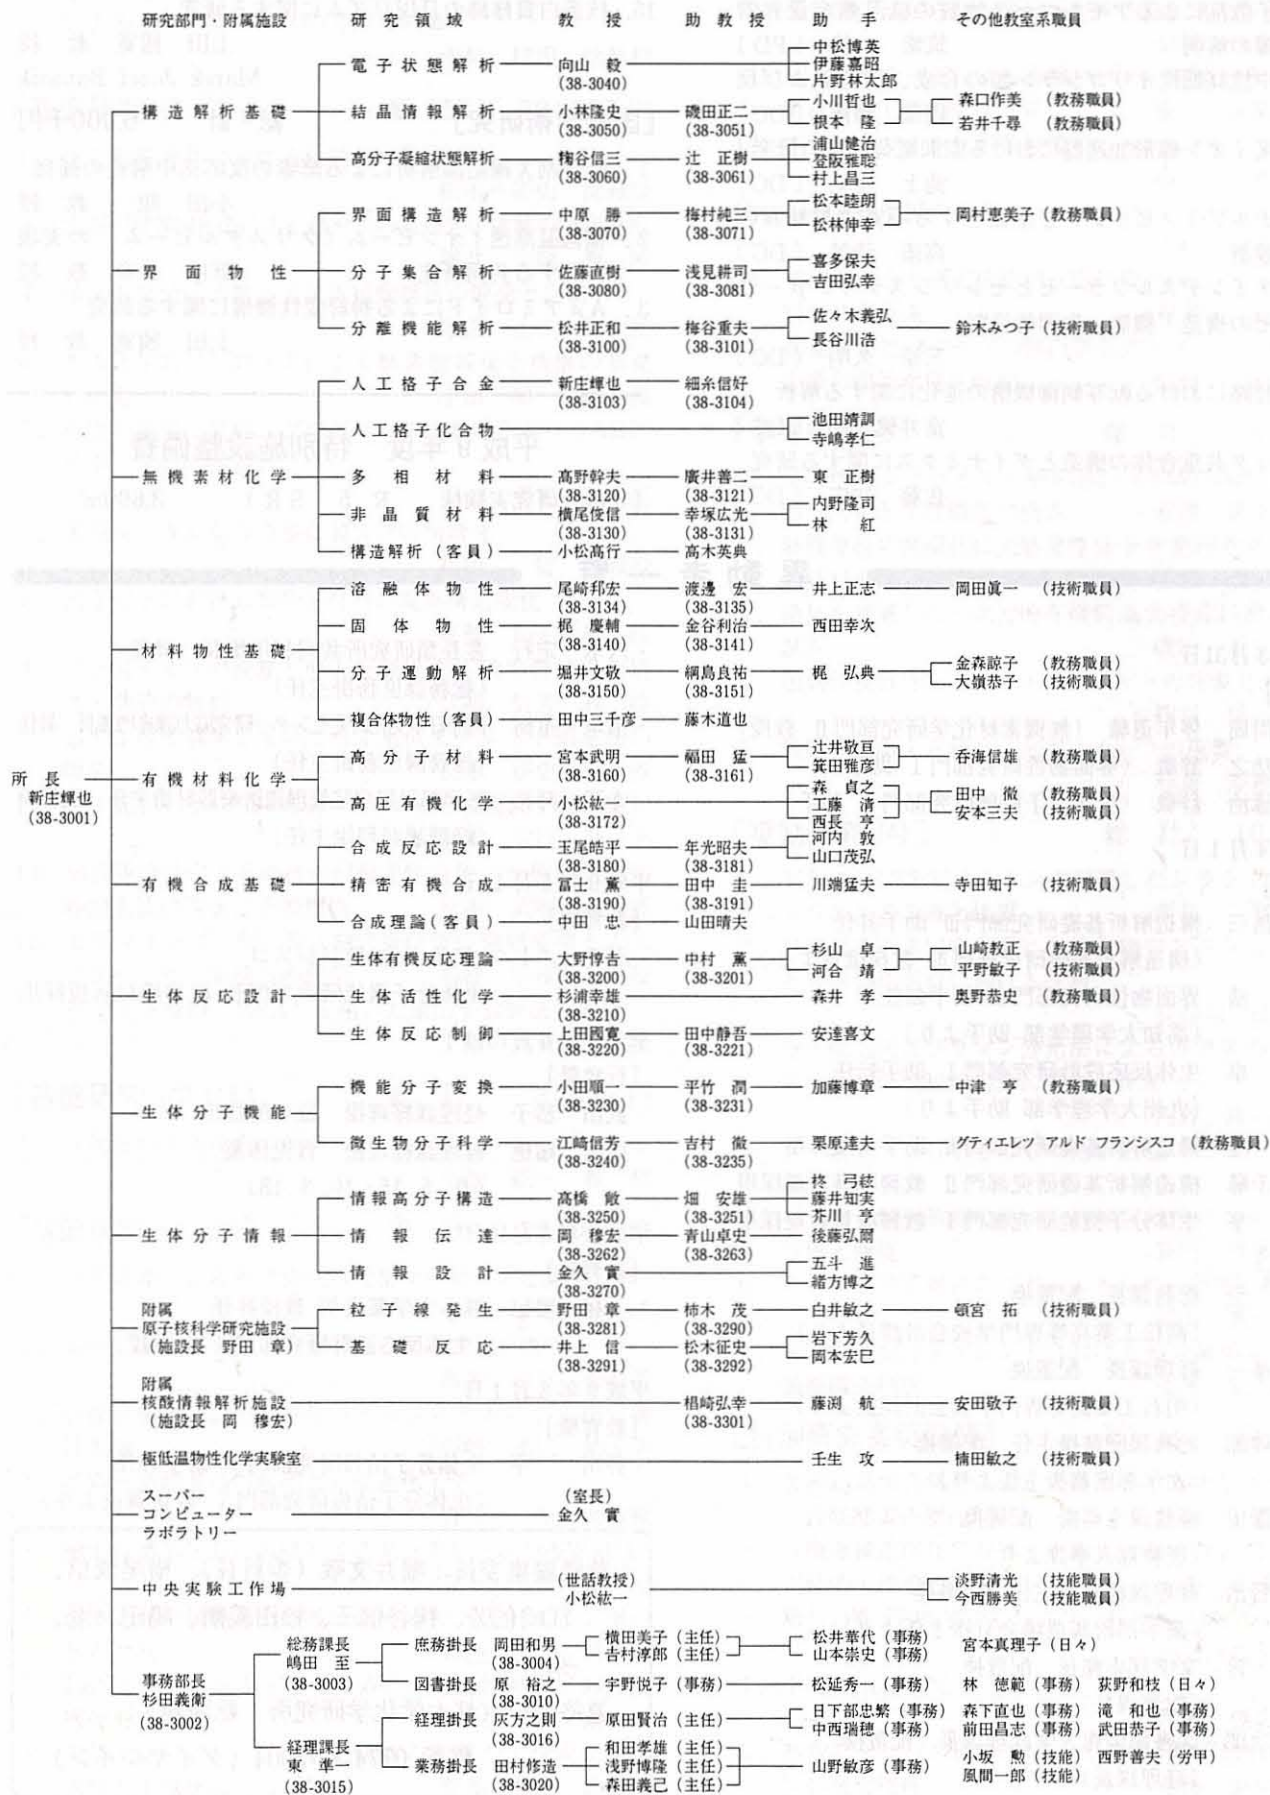 研究部門・附属施設 研究領域 教授 助教授 助手 その他教室系職員
構造解析基礎
電子状態解析 向山 毅 中松博英
(38-3040) 伊藤嘉昭
片野林太郎
結晶情報解析 小林隆史 磯田正二 小川哲也 森口作美 (教務職員)
(38-3050) (38-3051) 根本 隆 若井千尋 (教務職員)
高分子凝縮状態解析 梅谷信三 辻 正樹 浦山健治
(38-3060) (38-3061) 登阪雅聡
村上昌三
界面物性
界面構造解析 中原 勝 梅村純三 松本睦朗 岡村恵美子 (教務職員)
(38-3070) (38-3071) 松林伸幸
分子集合解析 佐藤直樹 浅見耕司 喜多保夫
(38-3080) (38-3081) 吉田弘幸
分離機能解析 松井正和 梅谷重夫 佐々木義弘 鈴木みつ子 (技術職員)
(38-3100) (38-3101) 長谷川浩
無機素材化学
人工格子合金 新庄輝也 細糸信好
(38-3103) (38-3104)
人工格子化合物 池田靖訓
寺嶋孝仁
多相材料 高野幹夫 廣井善二 東 正樹
(38-3120) (38-3121)
非晶質材料 横尾俊信 幸塚広光 内野隆司
(38-3130) (38-3131) 林 紅
構造解析 (客員) 小松高行 高木英典
材料物性基礎
溶融体物性 尾崎邦宏 渡邊 宏 井上正志 岡田眞一 (技術職員)
(38-3134) (38-3135)
固体物性 梶 慶輔 金谷利治 西田幸次
(38-3140) (38-3141)
分子運動解析 堀井文敬 綱島良祐 梶 弘典 金森諒子 (教務職員)
(38-3150) (38-3151) 大嶺恭子 (技術職員)
複合体物性 (客員) 田中三千彦 藤木道也
所長
新庄輝也
(38-3001)
有機材料化学
高分子材料 宮本武明 福田 猛 辻井敬亘 谷海信雄 (教務職員)
(38-3160) (38-3161) 箕田雅彦
高圧有機化学 小松紘一 森 貞之 田中 徹 (教務職員)
(38-3172) 工藤 清 安本三夫 (技術職員)
西長 亨
有機合成基礎
合成反応設計 玉尾皓平 年光昭夫 河内 敦
(38-3180) (38-3181) 山口茂弘
精密有機合成 冨士 薫 田中 圭 川端猛夫 寺田知子 (技術職員)
(38-3190) (38-3191)
合成理論 (客員) 中田 忠 山田晴夫
生体反応設計
生体有機反応理論 大野惇吉 中村 薫 杉山 卓 山崎教正 (教務職員)
(38-3200) (38-3201) 河合 靖 平野敏子 (技術職員)
生体活性化学 杉浦幸雄 森井 孝 奥野恭史 (教務職員)
(38-3210)
生体反応制御 上田國寛 田中静吾 安達喜文
(38-3220) (38-3221)
生体分子機能
機能分子変換 小田順一 平竹 潤 加藤博章 中津 亨 (教務職員)
(38-3230) (38-3231)
微生物分子科学 江崎信芳 吉村 徹 栗原達夫 グティエレツ アルド フランシスコ (教務職員)
(38-3240) (38-3235)
生体分子情報
情報高分子構造 高橋 敏 畑 安雄 柊 弓絃
(38-3250) (38-3251) 藤井知実
芥川 亨
情報伝達 岡 穆宏 青山卓史 後藤弘爾
(38-3262) (38-3263)
情報設計 金久 實 五斗 進
(38-3270) 緒方博之
附属
原子核科学研究施設
(施設長 野田 章)
粒子線発生 野田 章 柿木 茂 白井敏之 頓宮 拓 (技術職員)
(38-3281) (38-3290)
基礎反応 井上 信 松木征史 岩下芳久
(38-3291) (38-3292) 岡本宏巳
附属
核酸情報解析施設 椙崎弘幸 藤渕 航 安田敬子 (技術職員)
(施設長 岡 穆宏) (38-3301)
極低温物性化学実験室 壬生 攻 楠田敏之 (技術職員)
スーパー (室長)
コンピューター 金久 實
ラボラトリー
中央実験工作場 (世話教授) 淡野清光 (技能職員)
小松紘一 今西勝美 (技能職員)
事務部長
杉田義衛
(38-3002)
総務課長
嶋田 至
(38-3003)
庶務掛長 岡田和男 横田美子 (主任) 松井華代 (事務) 宮本真理子 (日々)
(38-3004) 吉村淳郎 (主任) 山本崇史 (事務)
図書掛長 原 裕之 宇野悦子 (主任) 松延秀一 (事務) 林 徳範 (事務) 荻野和枝 (日々)
(38-3010)
経理課長
東 準一
(38-3015)
経理掛長 灰方之則 原田賢治 (主任) 日下部忠繁 (事務) 森下直也 (事務) 滝 和也 (事務)
(38-3016) 中西瑞穂 (事務) 前田昌志 (事務) 武田恭子 (事務)
業務掛長 田村修造 和田孝雄 (主任) 山野敏彦 (事務) 小坂 勲 (技能) 西野善夫 (労甲)
(38-3020) 浅野博隆 (主任) 風間一郎 (技能)
森田義己 (主任)